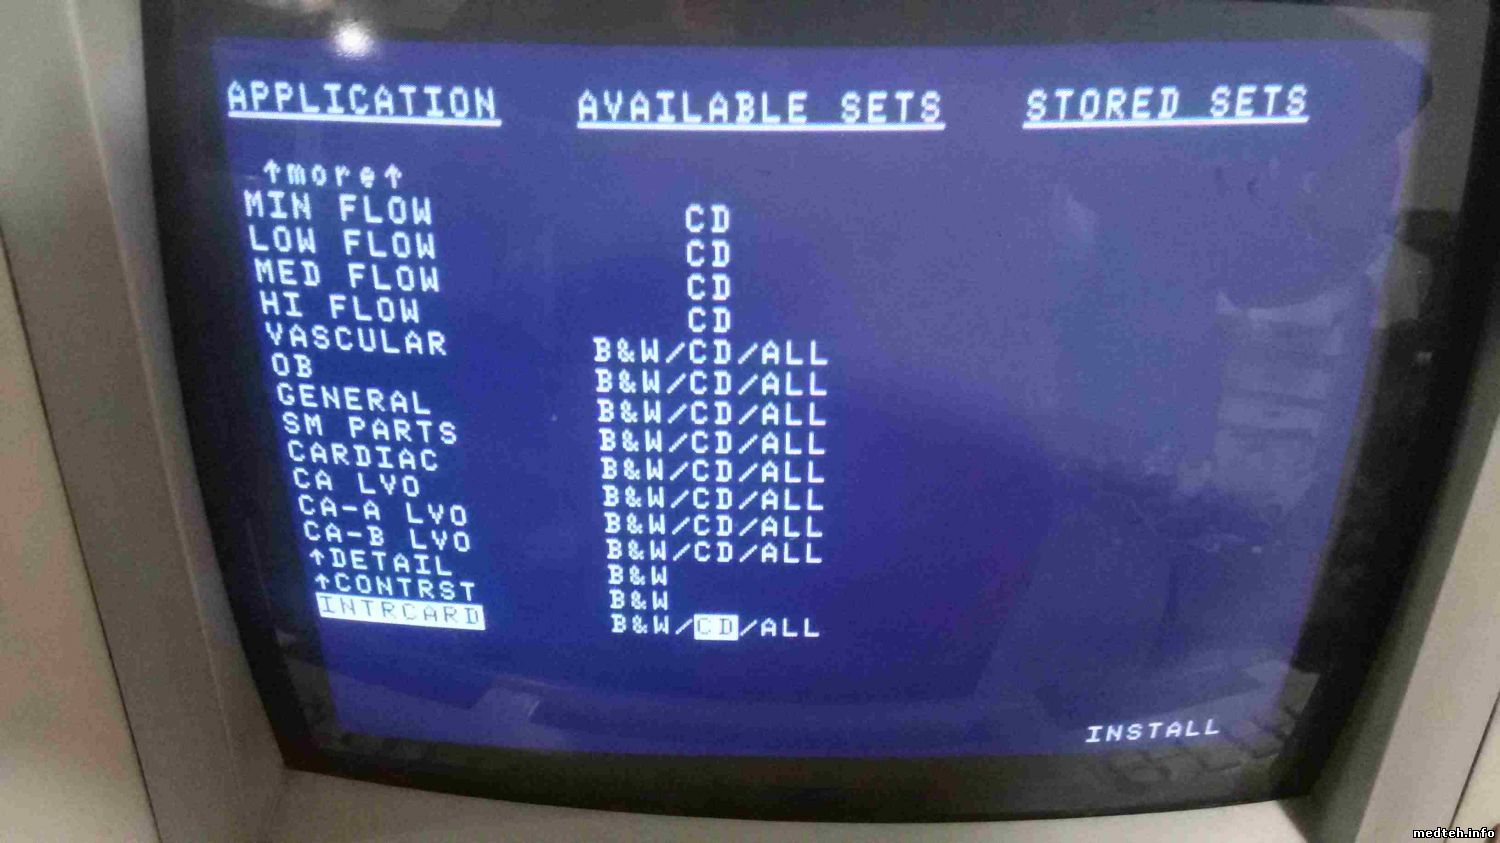 APPLICATION AVAILABLE SETS STORED SETS
↑more↑
MIN FLOW CD
LOW FLOW CD
MED FLOW CD
HI FLOW CD
VASCULAR B&W/CD/ALL
OB B&W/CD/ALL
GENERAL B&W/CD/ALL
SM PARTS B&W/CD/ALL
CARDIAC B&W/CD/ALL
CA LVO B&W/CD/ALL
CA-A LVO B&W/CD/ALL
CA-B LVO B&W/CD/ALL
↑DETAIL B&W
↑CONTRST B&W
INTRCARD B&W/CD/ALL
INSTALL
medteh.info